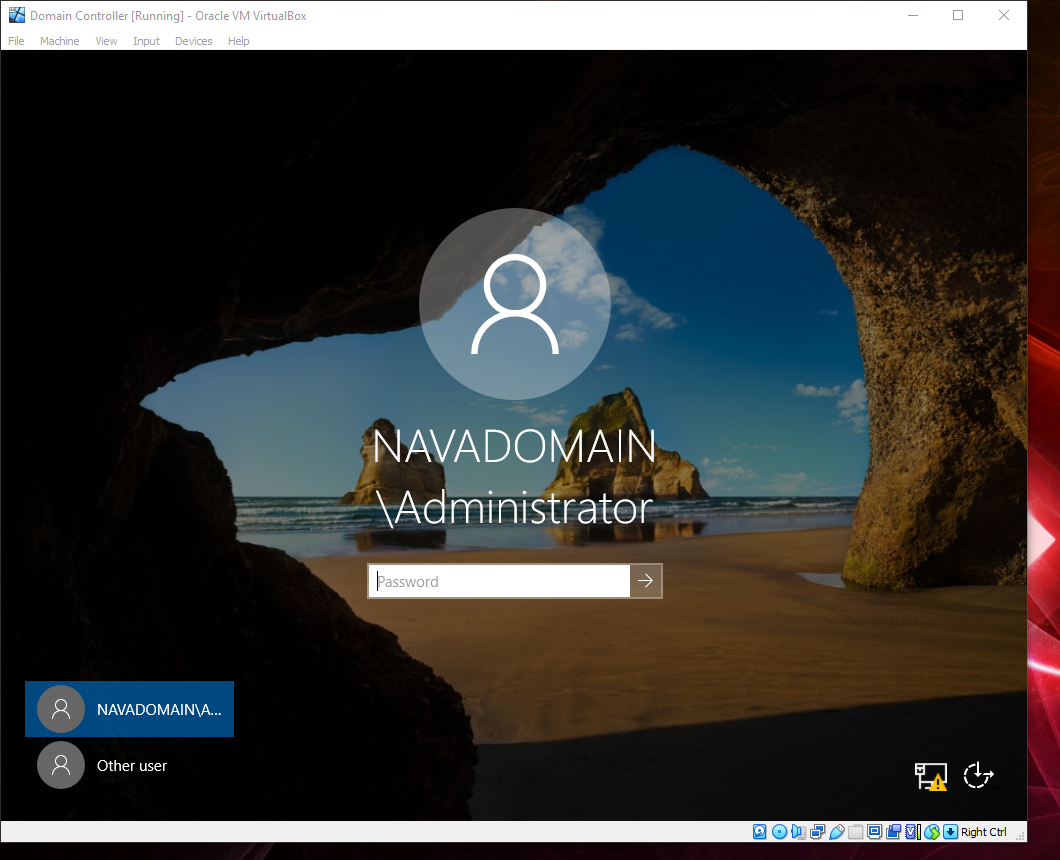 Domain Controller [Running] - Oracle VM VirtualBox
File Machine View Input Devices Help
NAVADOMAIN
\Administrator
Password
NAVADOMAIN\A...
Other user
Right Ctrl